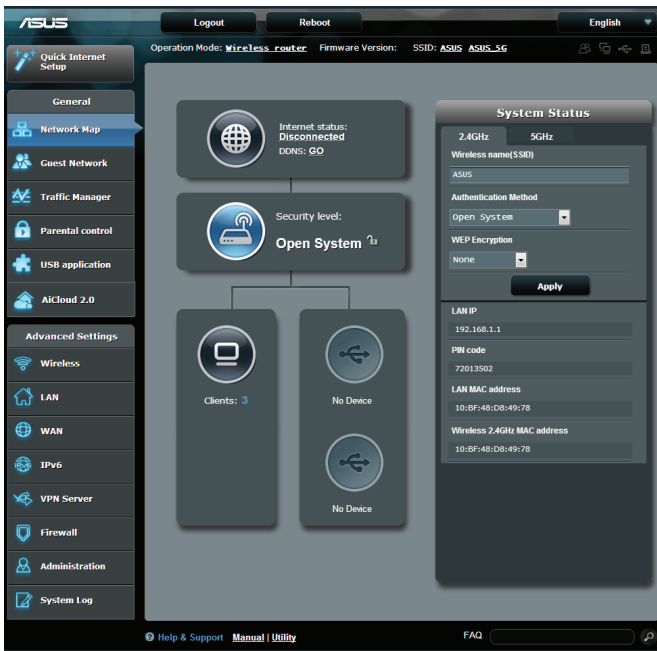 ASUS
Logout
Reboot
English
Quick Internet
Setup
Operation Mode: Wireless router Firmware Version: SSID: ASUS ASUS_5G
General
Network Map
Guest Network
Traffic Manager
Parental control
USB application
AiCloud 2.0
Advanced Settings
Wireless
LAN
WAN
IPv6
VPN Server
Firewall
Administration
System Log
Internet status:
Disconnected
DDNS: GO
Security level:
Open System
Clients: 3
No Device
No Device
System Status
2.4GHz
5GHz
Wireless name(SSID)
ASUS
Authentication Method
Open System
WEP Encryption
None
Apply
LAN IP
192.168.1.1
PIN code
72013502
LAN MAC address
10:BF:48:D8:49:78
Wireless 2.4GHz MAC address
10:BF:48:D8:49:78
Help & Support Manual | Utility
FAQ